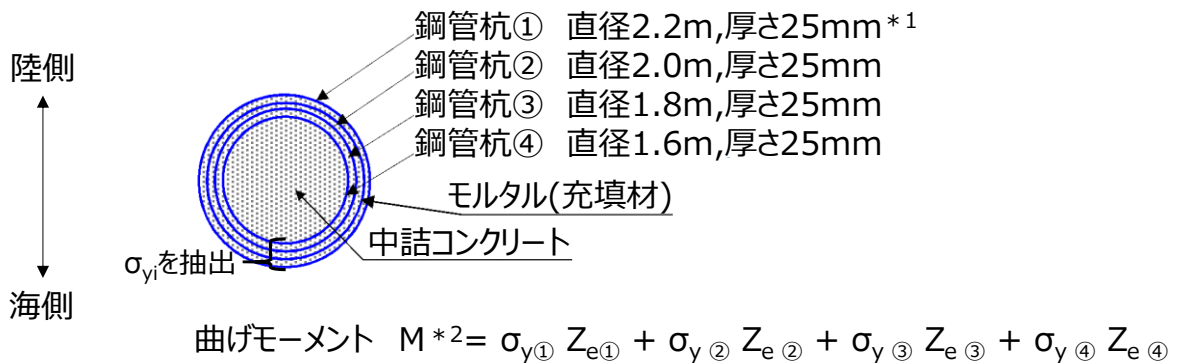 鋼管杭① 直径2.2m,厚さ25mm*1
鋼管杭② 直径2.0m,厚さ25mm
鋼管杭③ 直径1.8m,厚さ25mm
鋼管杭④ 直径1.6m,厚さ25mm
陸側
モルタル(充填材)
中詰コンクリート
σyiを抽出
海側
曲げモーメント M*2= σy① Ze① + σy② Ze② + σy③ Ze③ + σy④ Ze④